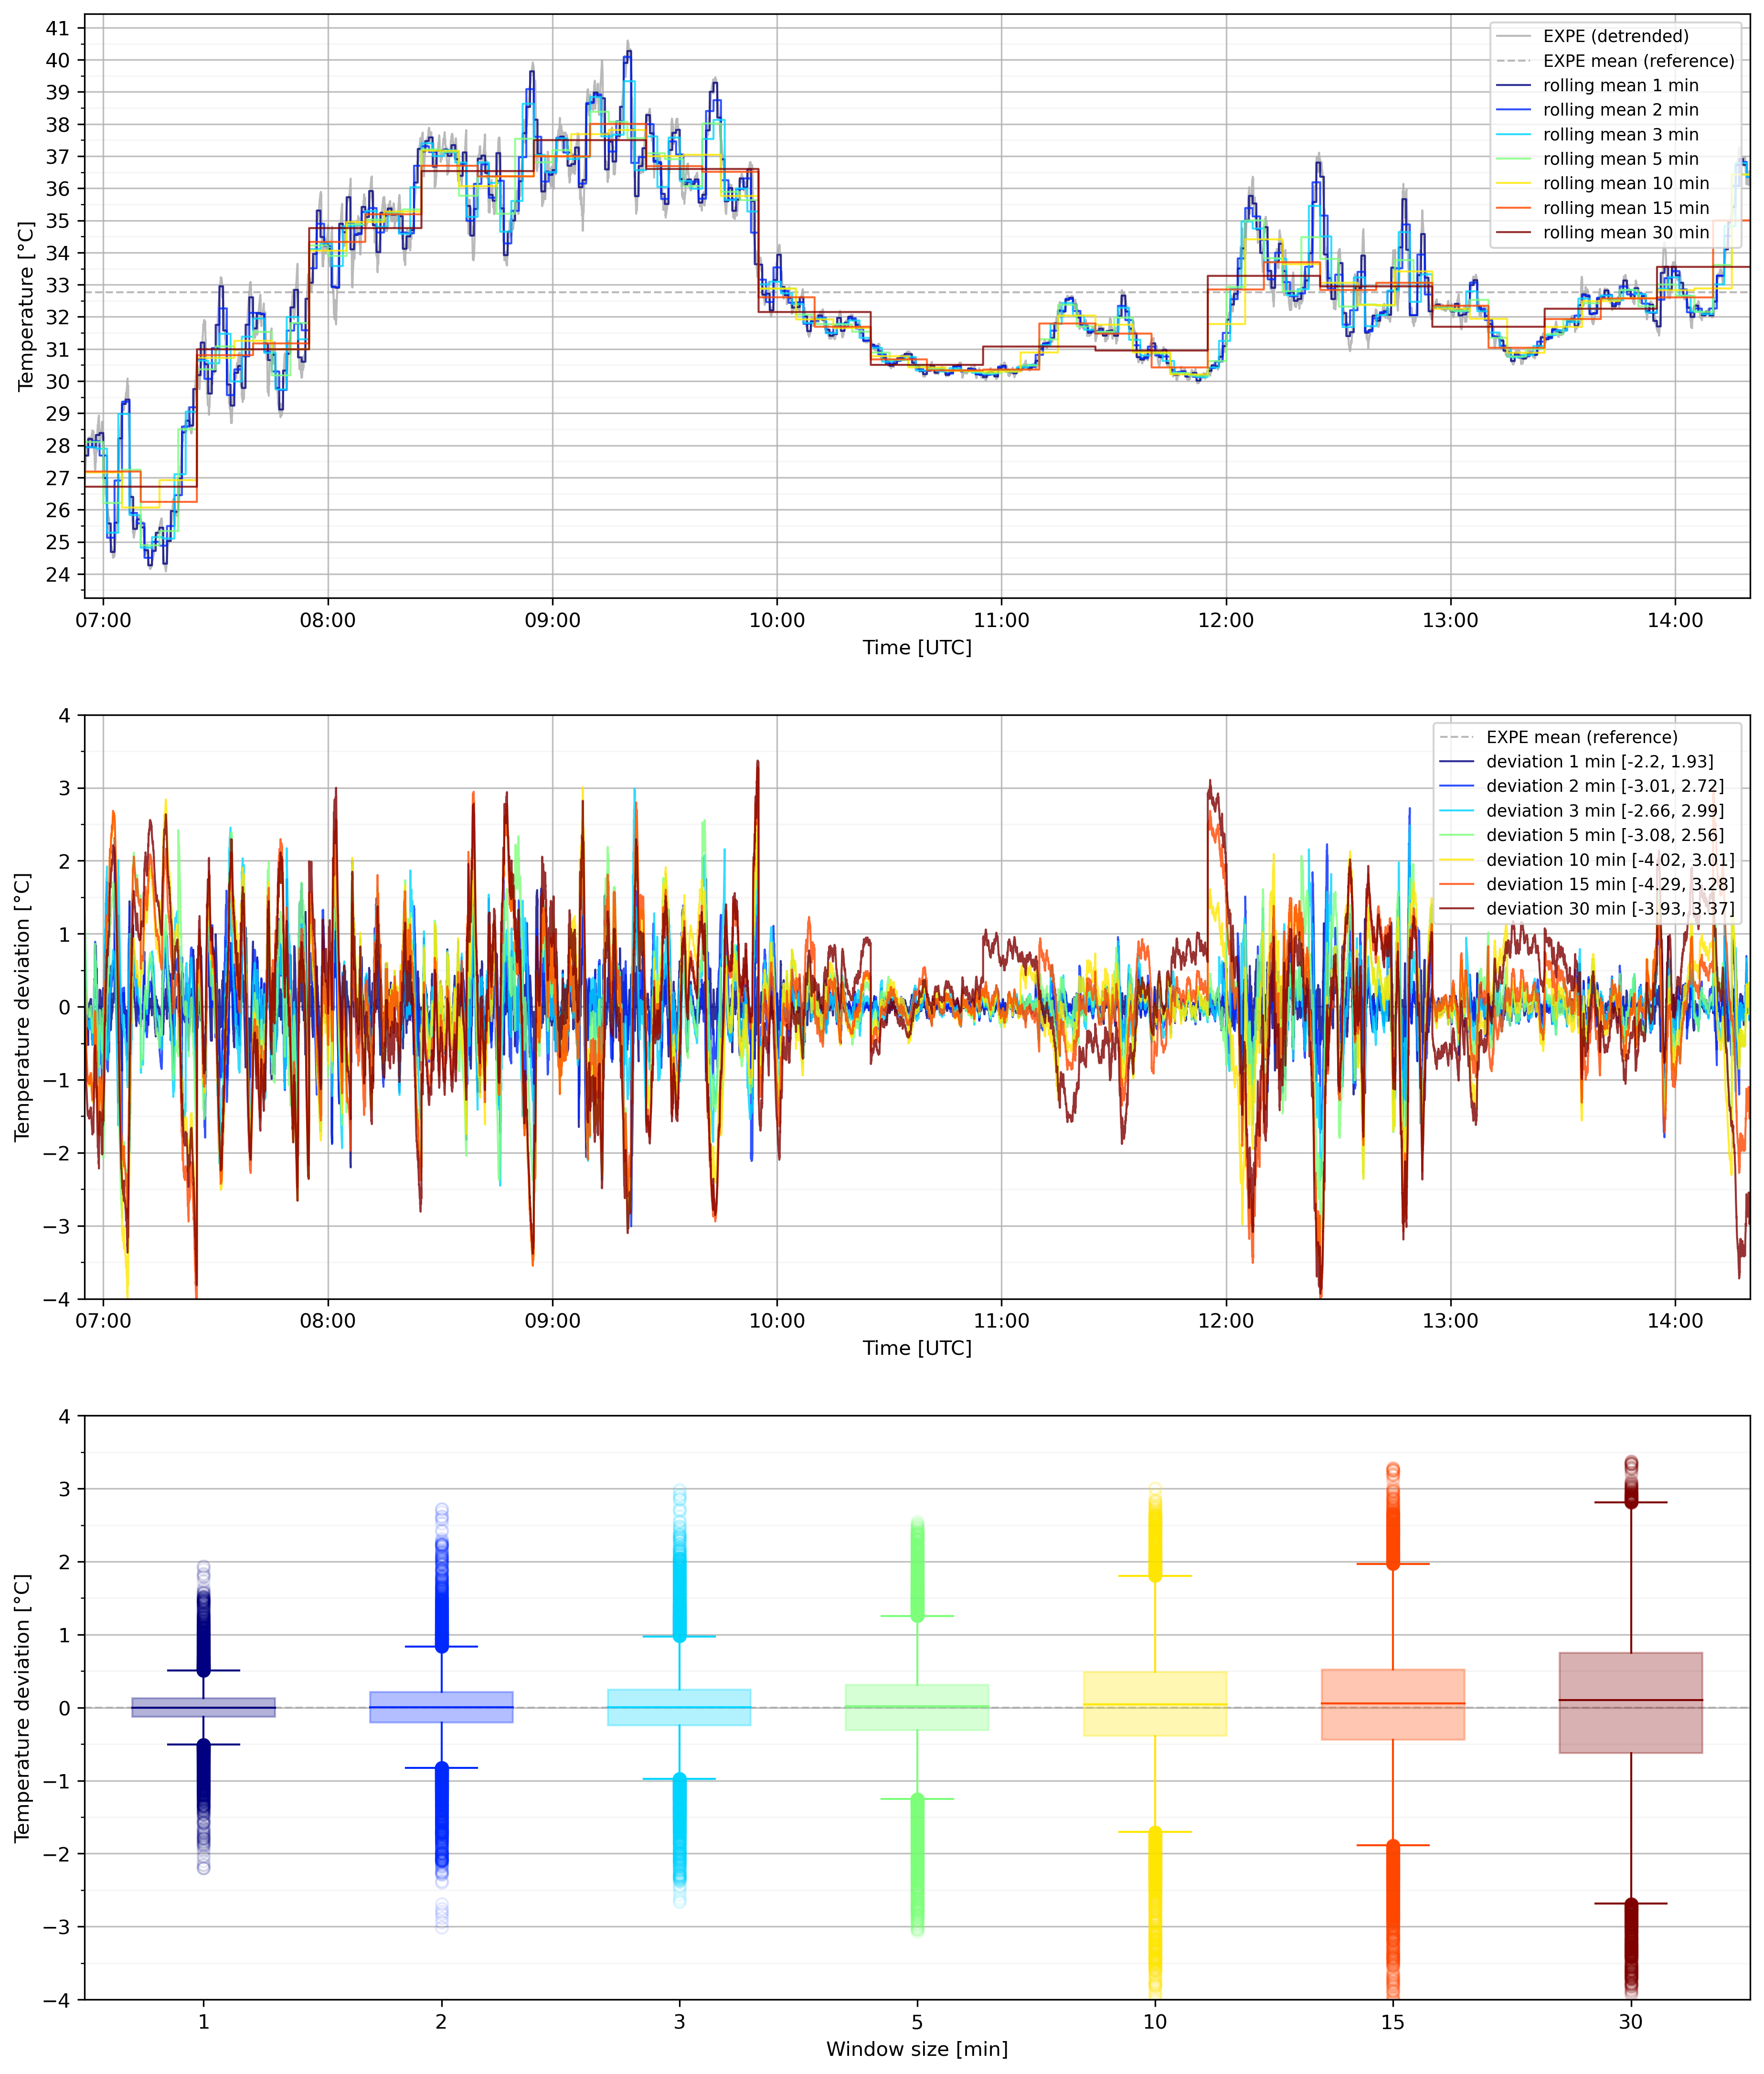 41
40
39
38
37
36
35
34
33
32
31
30
29
28
27
26
25
24
Temperature [°C]
EXPE (detrended)
EXPE mean (reference)
rolling mean 1 min
rolling mean 2 min
rolling mean 3 min
rolling mean 5 min
rolling mean 10 min
rolling mean 15 min
rolling mean 30 min
07:00 08:00 09:00 10:00 11:00 12:00 13:00 14:00
Time [UTC]
4
3
2
1
0
−1
−2
−3
−4
Temperature deviation [°C]
EXPE mean (reference)
deviation 1 min [-2.2, 1.93]
deviation 2 min [-3.01, 2.72]
deviation 3 min [-2.66, 2.99]
deviation 5 min [-3.08, 2.56]
deviation 10 min [-4.02, 3.01]
deviation 15 min [-4.29, 3.28]
deviation 30 min [-3.93, 3.37]
07:00 08:00 09:00 10:00 11:00 12:00 13:00 14:00
Time [UTC]
4
3
2
1
0
−1
−2
−3
−4
Temperature deviation [°C]
1 2 3 5 10 15 30
Window size [min]